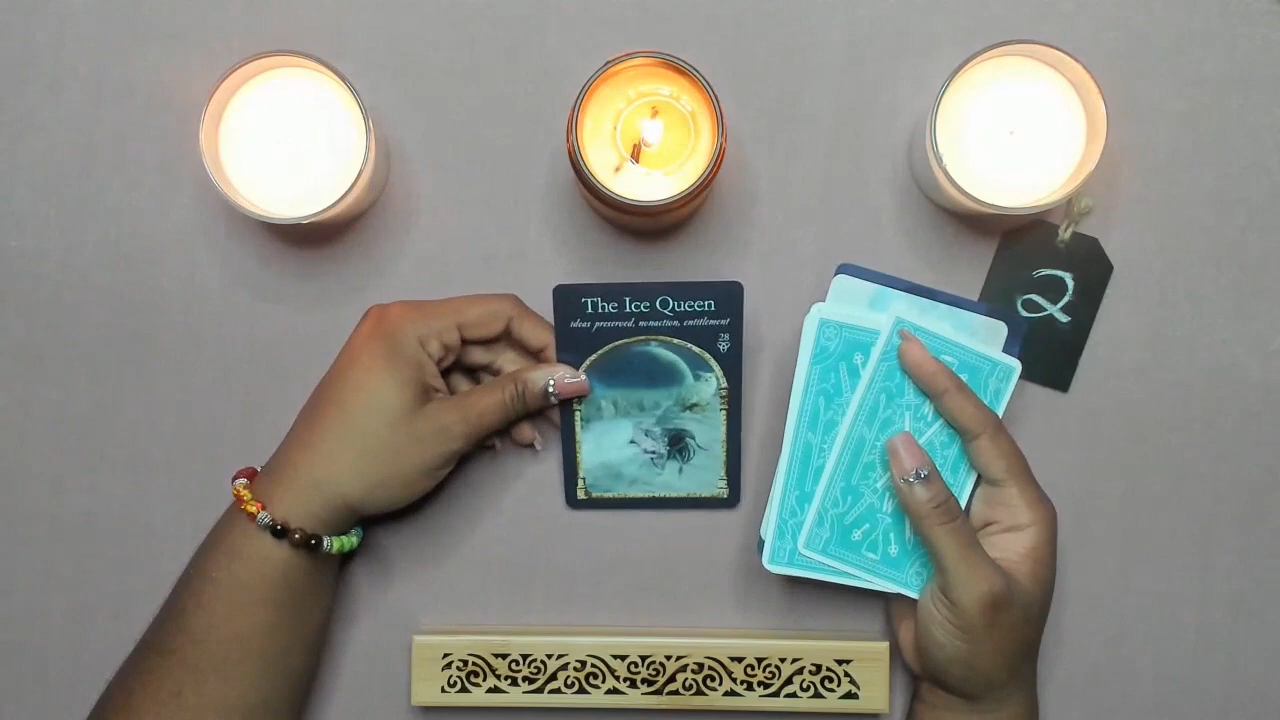 The Ice Queen
ideas preserved, nonaction, entitlement
28
2